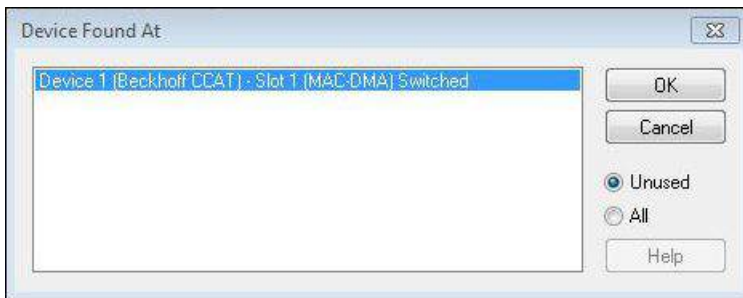 Device Found At
Device 1 (Beckhoff CCAT) - Slot 1 (MAC-DMA) Switched
OK
Cancel
Unused
All
Help